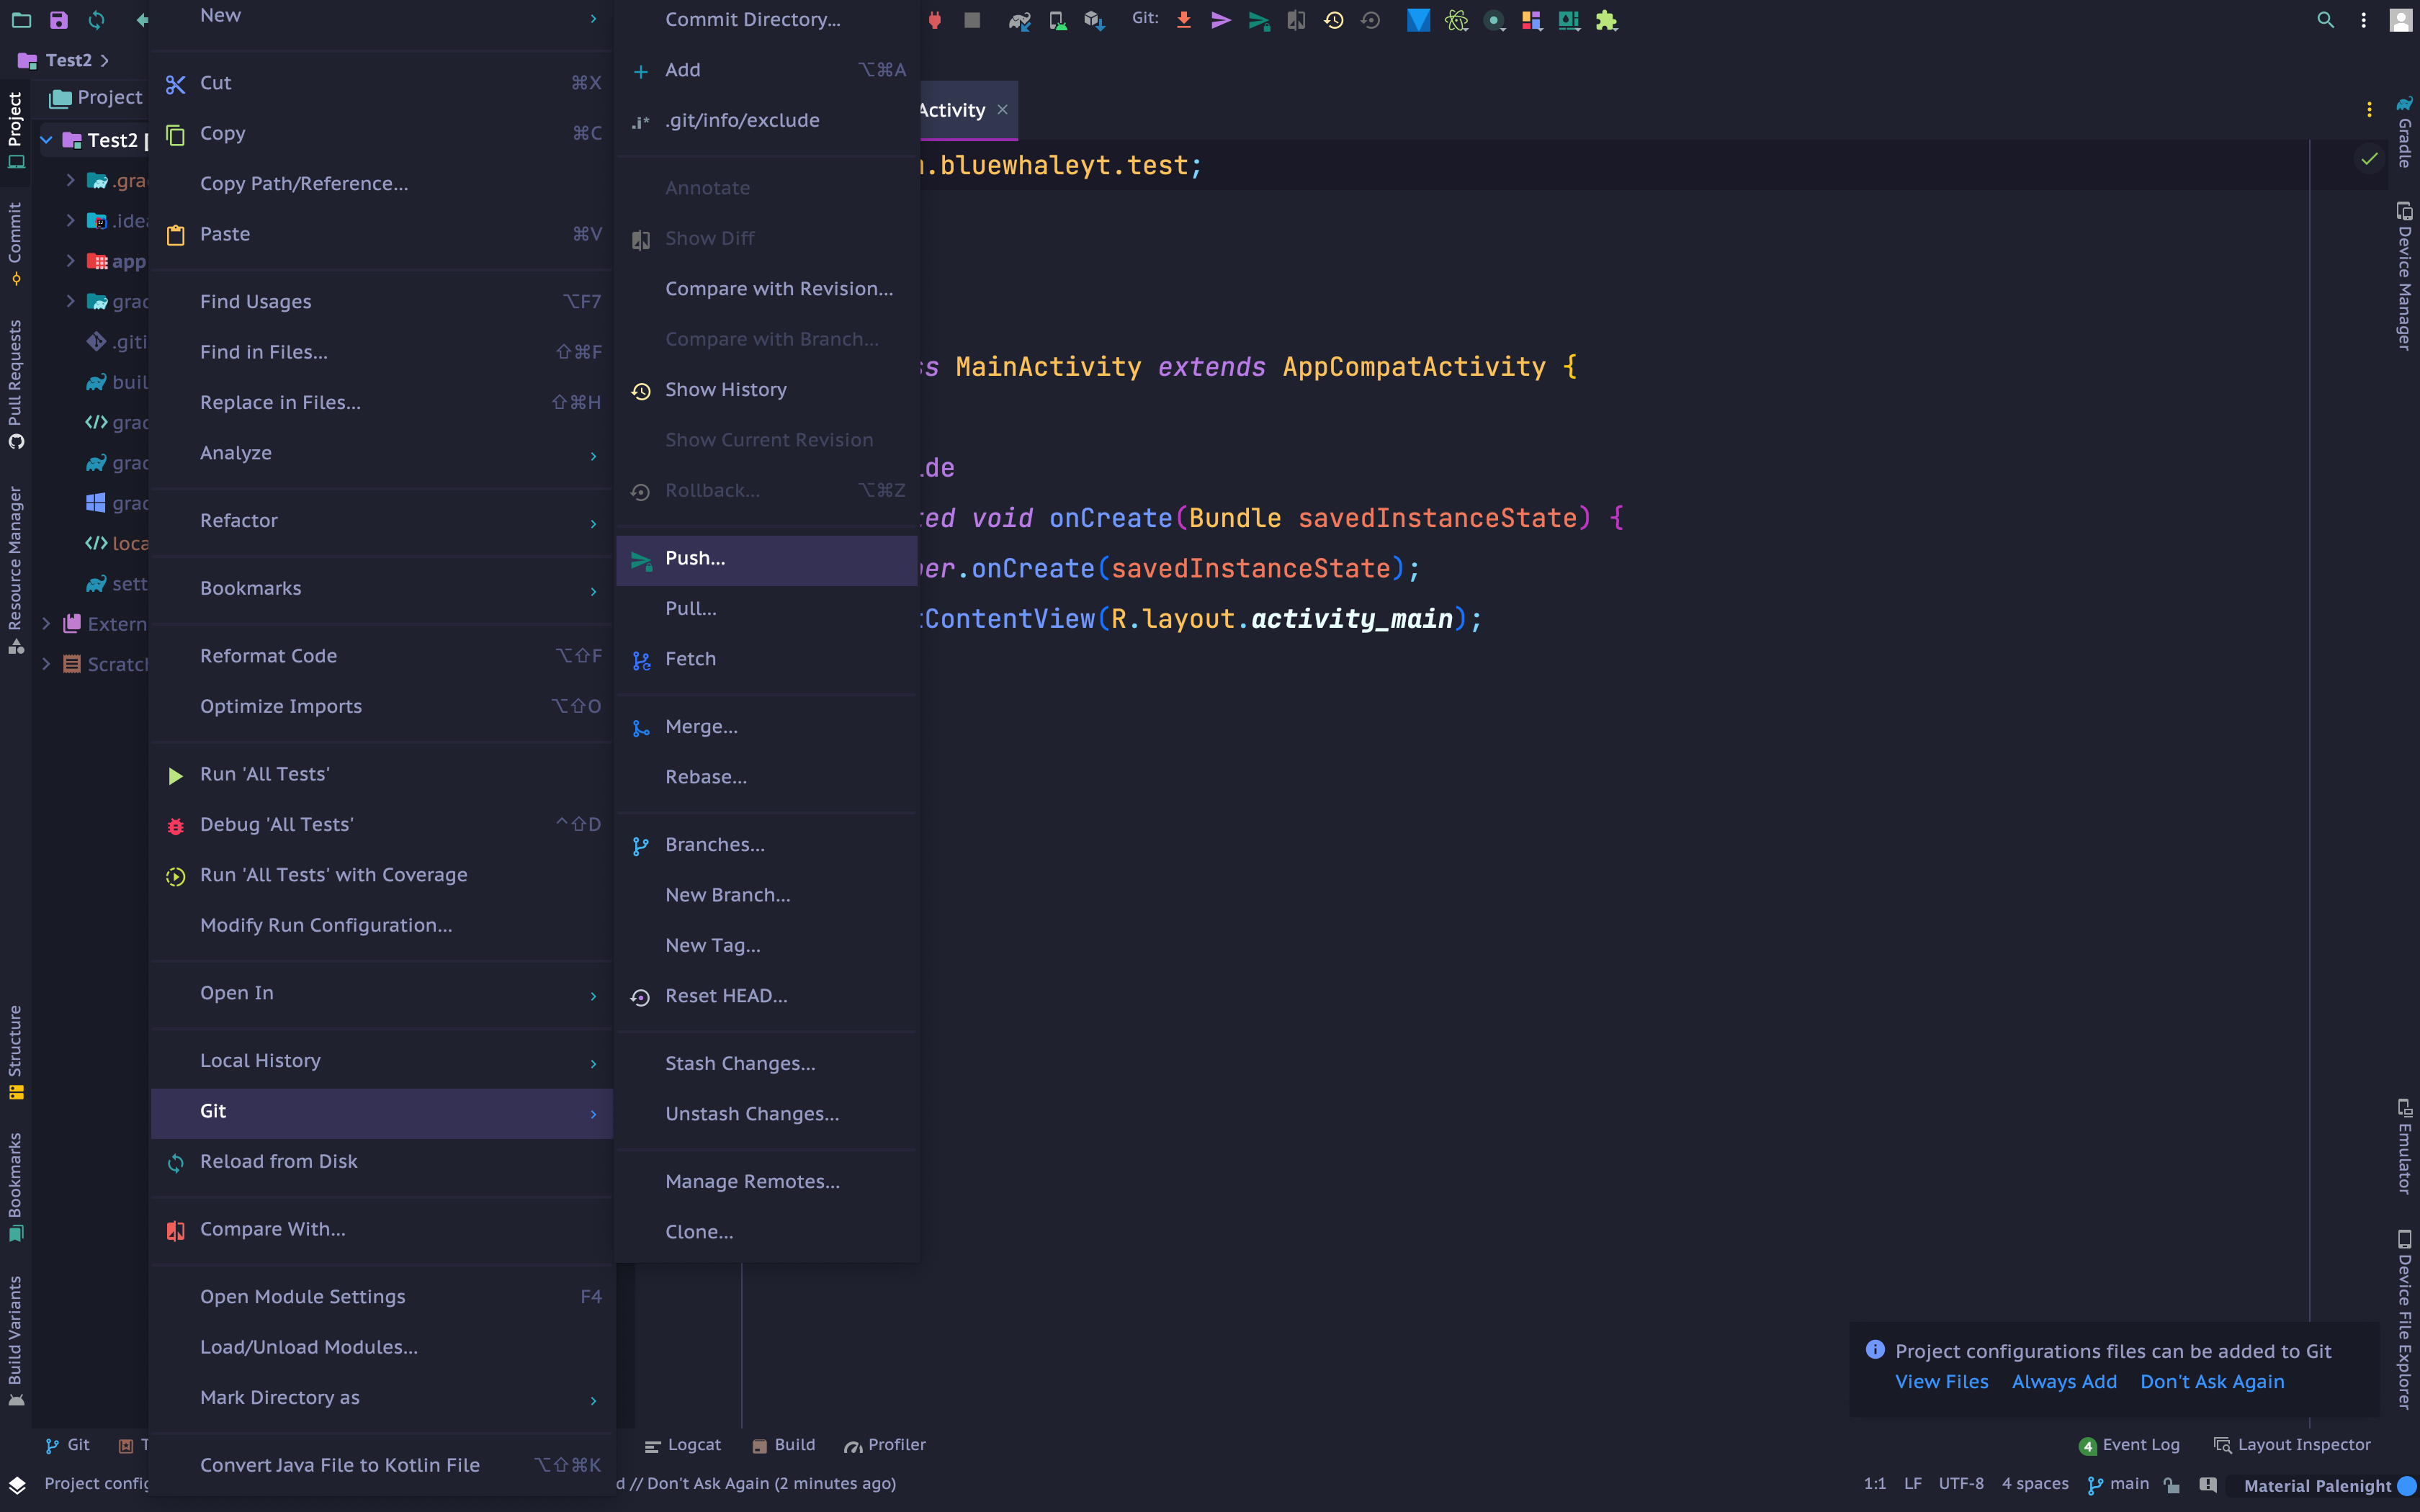 Git:
Test2
Project
Test2 [
.gra
.idea
app
grad
.giti
buil
grad
grad
grad
loca
sett
Extern
Scratch
Project
Commit
Pull Requests
Resource Manager
Structure
Bookmarks
Build Variants
New
Cut ⌘X
Copy ⌘C
Copy Path/Reference...
Paste ⌘V
Find Usages ⌥F7
Find in Files... ⇧⌘F
Replace in Files... ⇧⌘H
Analyze
Refactor
Bookmarks
Reformat Code ⌥⇧F
Optimize Imports ⌥⇧O
Run 'All Tests'
Debug 'All Tests' ^⇧D
Run 'All Tests' with Coverage
Modify Run Configuration...
Open In
Local History
Git
Reload from Disk
Compare With...
Open Module Settings F4
Load/Unload Modules...
Mark Directory as
Convert Java File to Kotlin File ⌥⇧⌘K
Commit Directory...
Add ⌥⌘A
.git/info/exclude
Annotate
Show Diff
Compare with Revision...
Compare with Branch...
Show History
Show Current Revision
Rollback... ⌥⌘Z
Push...
Pull...
Fetch
Merge...
Rebase...
Branches...
New Branch...
New Tag...
Reset HEAD...
Stash Changes...
Unstash Changes...
Manage Remotes...
Clone...
Activity
.bluewhaleyt.test;
s MainActivity extends AppCompatActivity {
ide
ted void onCreate(Bundle savedInstanceState) {
er.onCreate(savedInstanceState);
tContentView(R.layout.activity_main);
Gradle
Device Manager
Emulator
Device File Explorer
Project configurations files can be added to Git
View Files Always Add Don't Ask Again
Git T Logcat Build Profiler 4 Event Log Layout Inspector
Project config d // Don't Ask Again (2 minutes ago) 1:1 LF UTF-8 4 spaces main Material Palenight